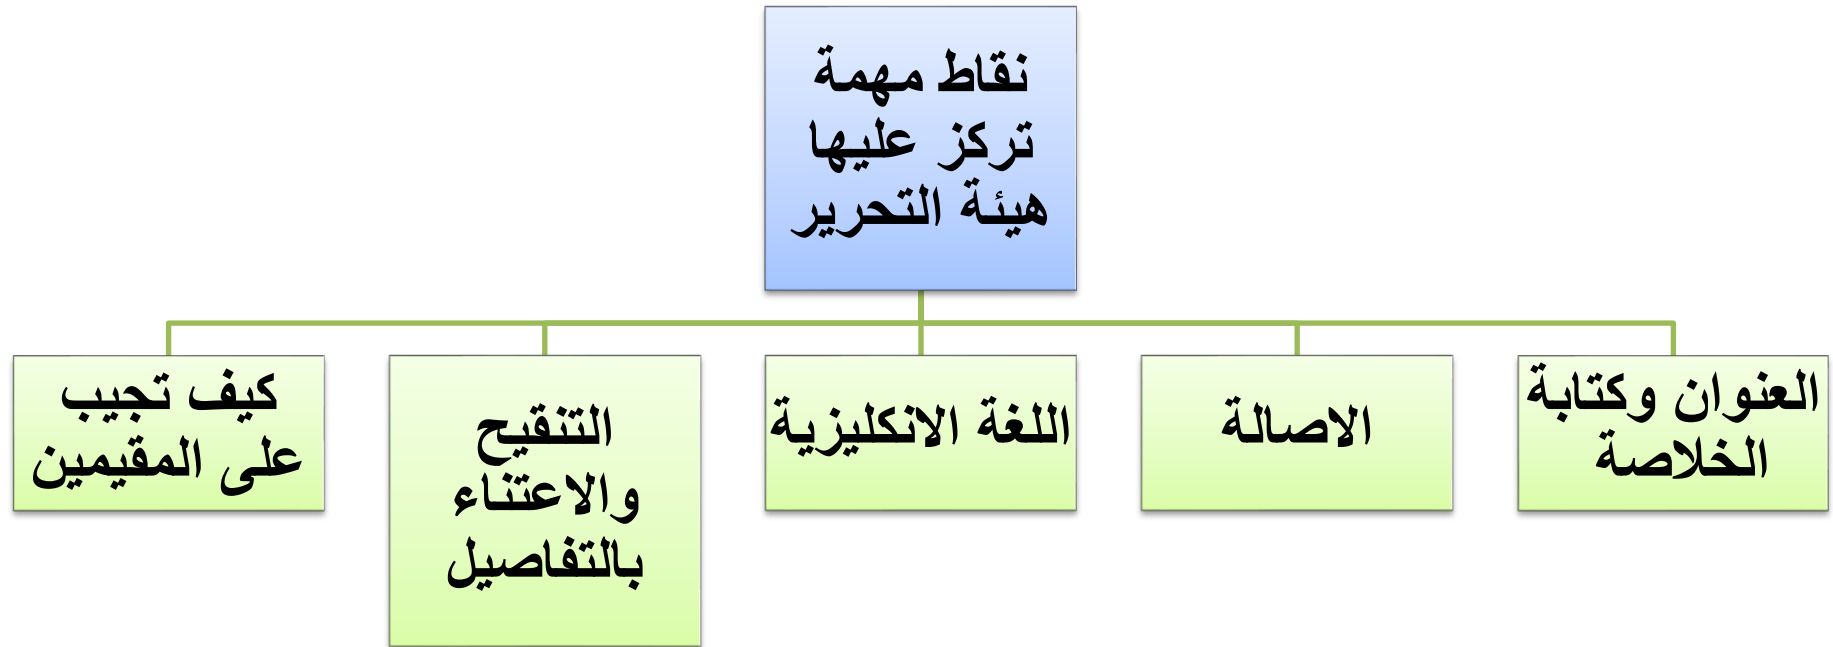 نقاط مهمة
تركز عليها
هيئة التحرير
العنوان وكتابة
الخلاصة
الاصالة
اللغة الانكليزية
التنقيح
والاعتناء
بالتفاصيل
كيف تجيب
على المقيمين